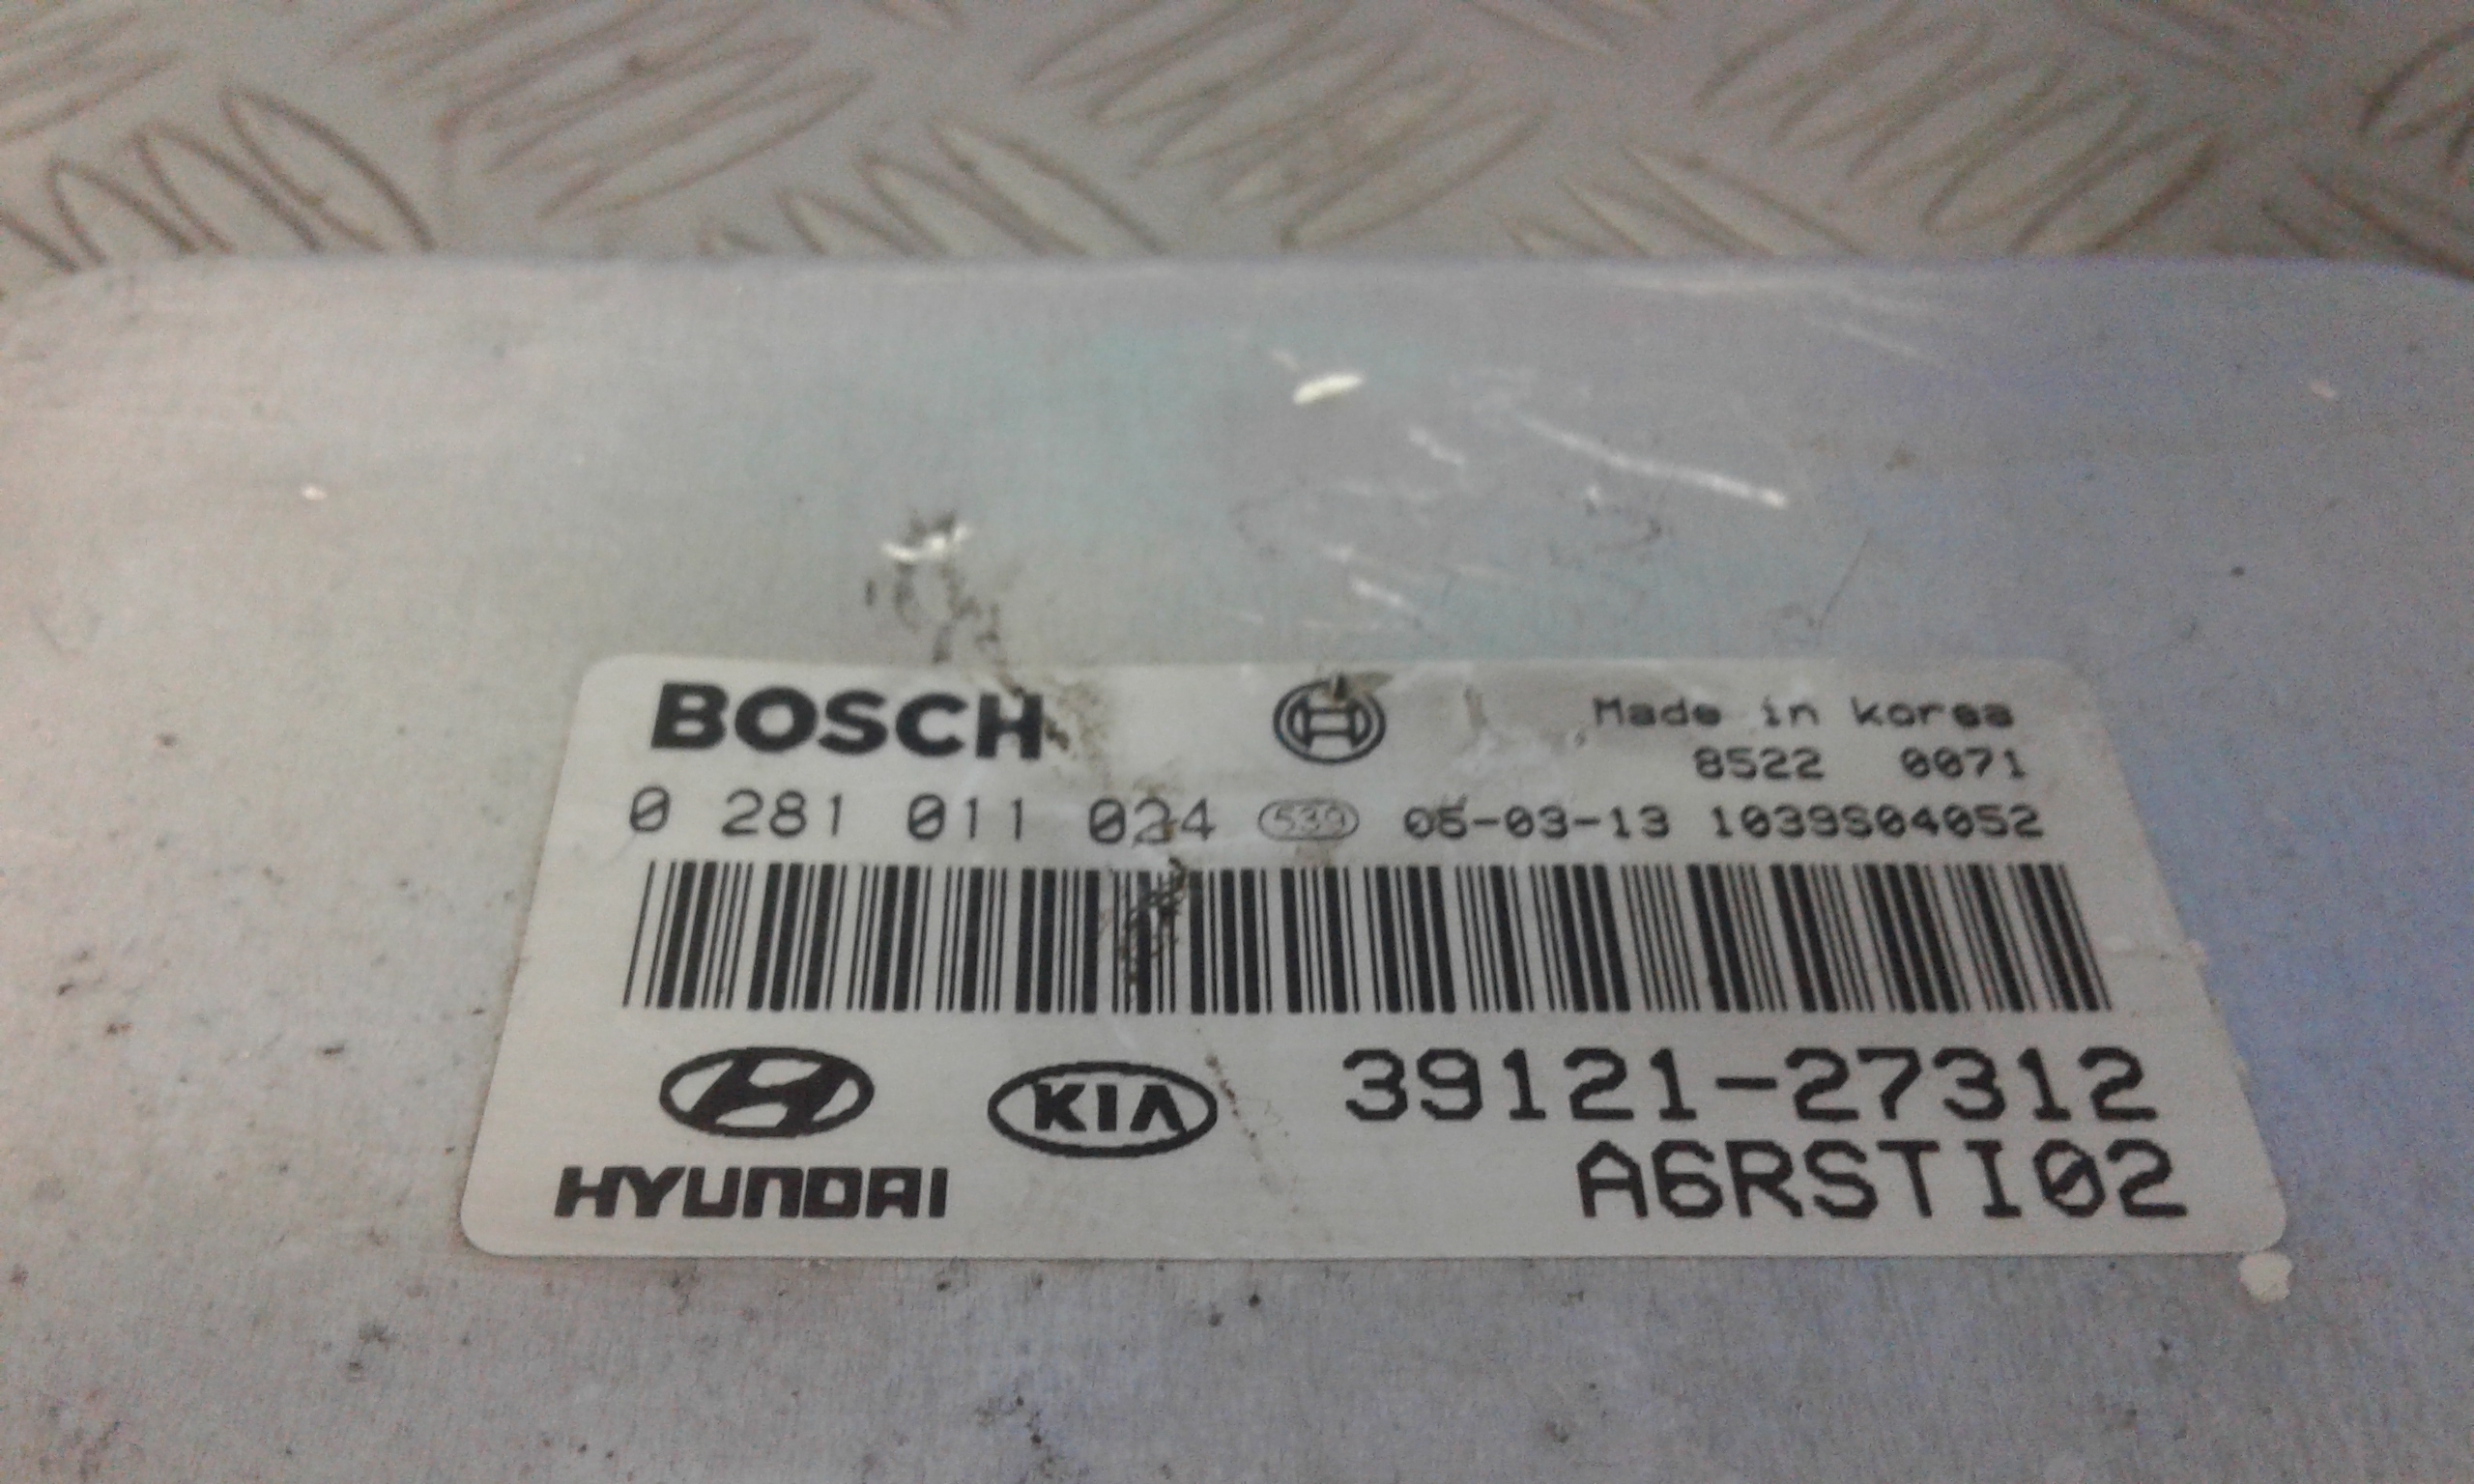 BOSCH
Made in korea
8522 0071
0 281 011 024 539 05-03-13 1039S04052
KIA
39121-27312
HYUNDAI
A6RSTI02